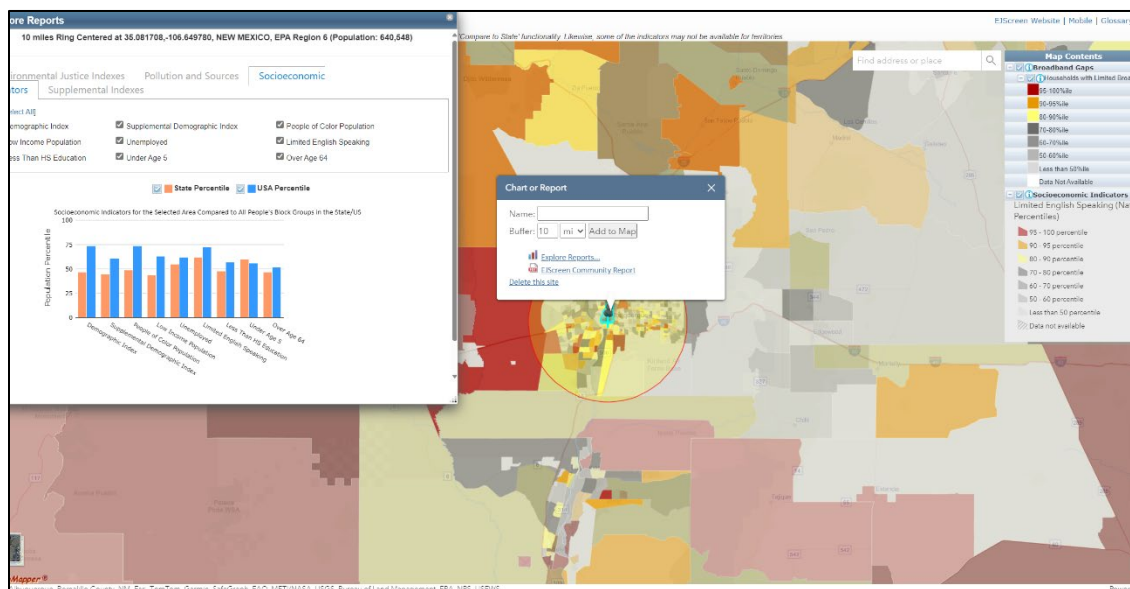 ore Reports
10 miles Ring Centered at 35.081708,-106.649780, NEW MEXICO, EPA Region 6 (Population: 640,548)
ironmental Justice Indexes Pollution and Sources Socioeconomic
tors Supplemental Indexes
elect All]
emographic Index Supplemental Demographic Index People of Color Population
ow Income Population Unemployed Limited English Speaking
ess Than HS Education Under Age 5 Over Age 64
State Percentile USA Percentile
Socioeconomic Indicators for the Selected Area Compared to All People's Block Groups in the State/US
Population Percentile
100
75
50
25
0
Demographic Index
Supplemental Demographic Index
People of Color Population
Low Income Population
Unemployed
Limited English Speaking
Less Than HS Education
Under Age 5
Over Age 64
EJScreen Website | Mobile | Glossary
'Compare to State' functionality. Likewise, some of the indicators may not be available for territories
Find address or place
Chart or Report
Name:
Buffer: 10 mi Add to Map
Explore Reports...
EJScreen Community Report
Delete this site
Map Contents
Broadband Gaps
Households with Limited Broa
95-100%ile
90-95%ile
80-90%ile
70-80%ile
60-70%ile
50-60%ile
Less than 50%ile
Data Not Available
Socioeconomic Indicators
Limited English Speaking (Na
Percentiles)
95 - 100 percentile
90 - 95 percentile
80 - 90 percentile
70 - 80 percentile
60 - 70 percentile
50 - 60 percentile
Less than 50 percentile
Data not available
Mapper